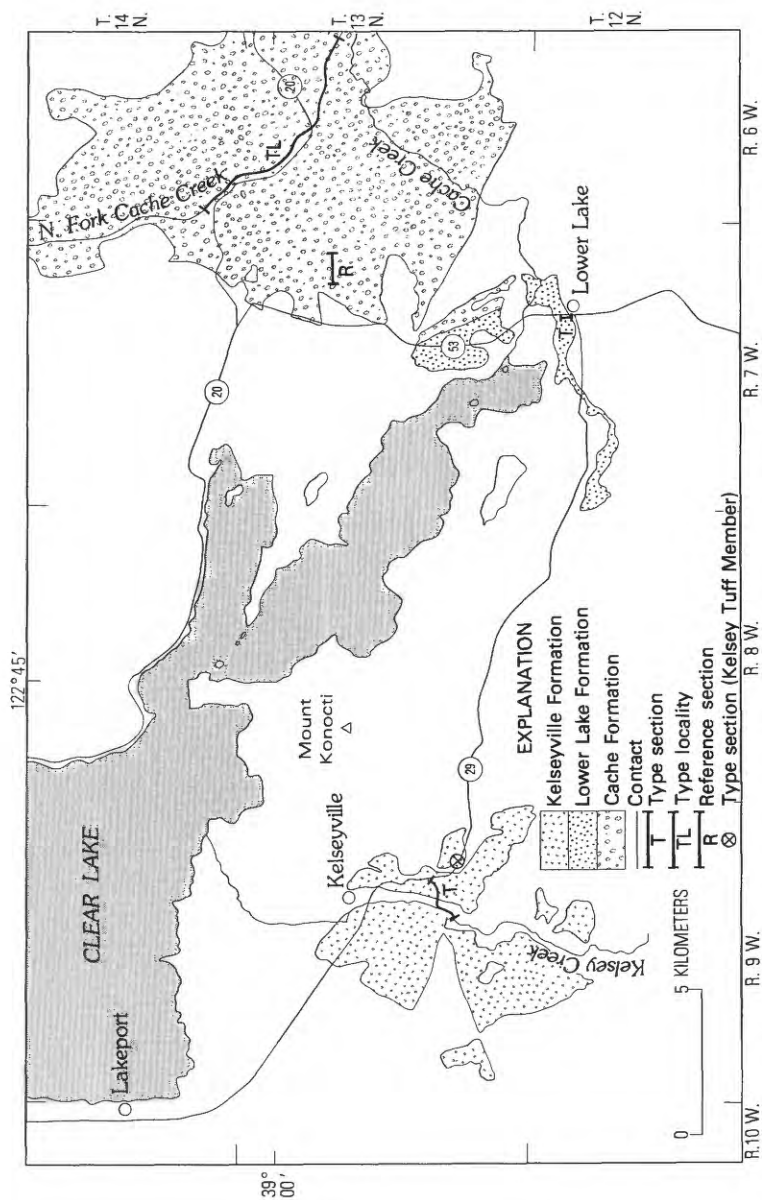 122°45'
T. 14 N.
T. 13 N.
T. 12 N.
39° 00'
CLEAR LAKE
Lakeport
N. Fork Cache Creek
20
20
TL
R
Cache Creek
Mount Konocti
Kelseyville
53
29
T
T
Lower Lake
Kelsey Creek
EXPLANATION
Kelseyville Formation
Lower Lake Formation
Cache Formation
Contact
T Type section
TL Type locality
R Reference section
Type section (Kelsey Tuff Member)
0 5 KILOMETERS
R.10 W.
R. 9 W.
R. 8 W.
R. 7 W.
R. 6 W.